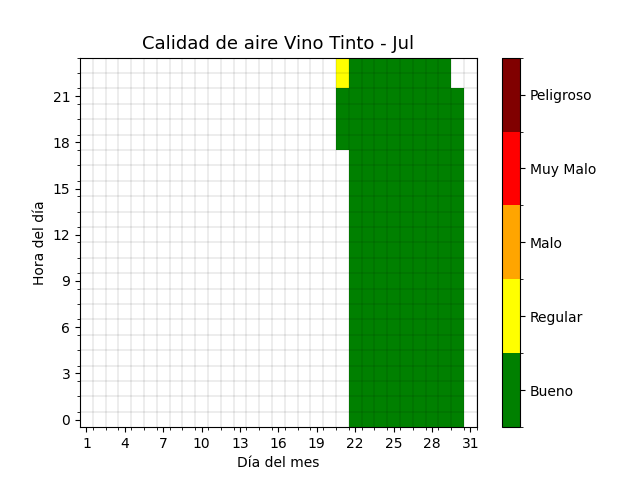 Calidad de aire Vino Tinto - Jul
Hora del día
21
18
15
12
9
6
3
0
1 4 7 10 13 16 19 22 25 28 31
Día del mes
Peligroso
Muy Malo
Malo
Regular
Bueno